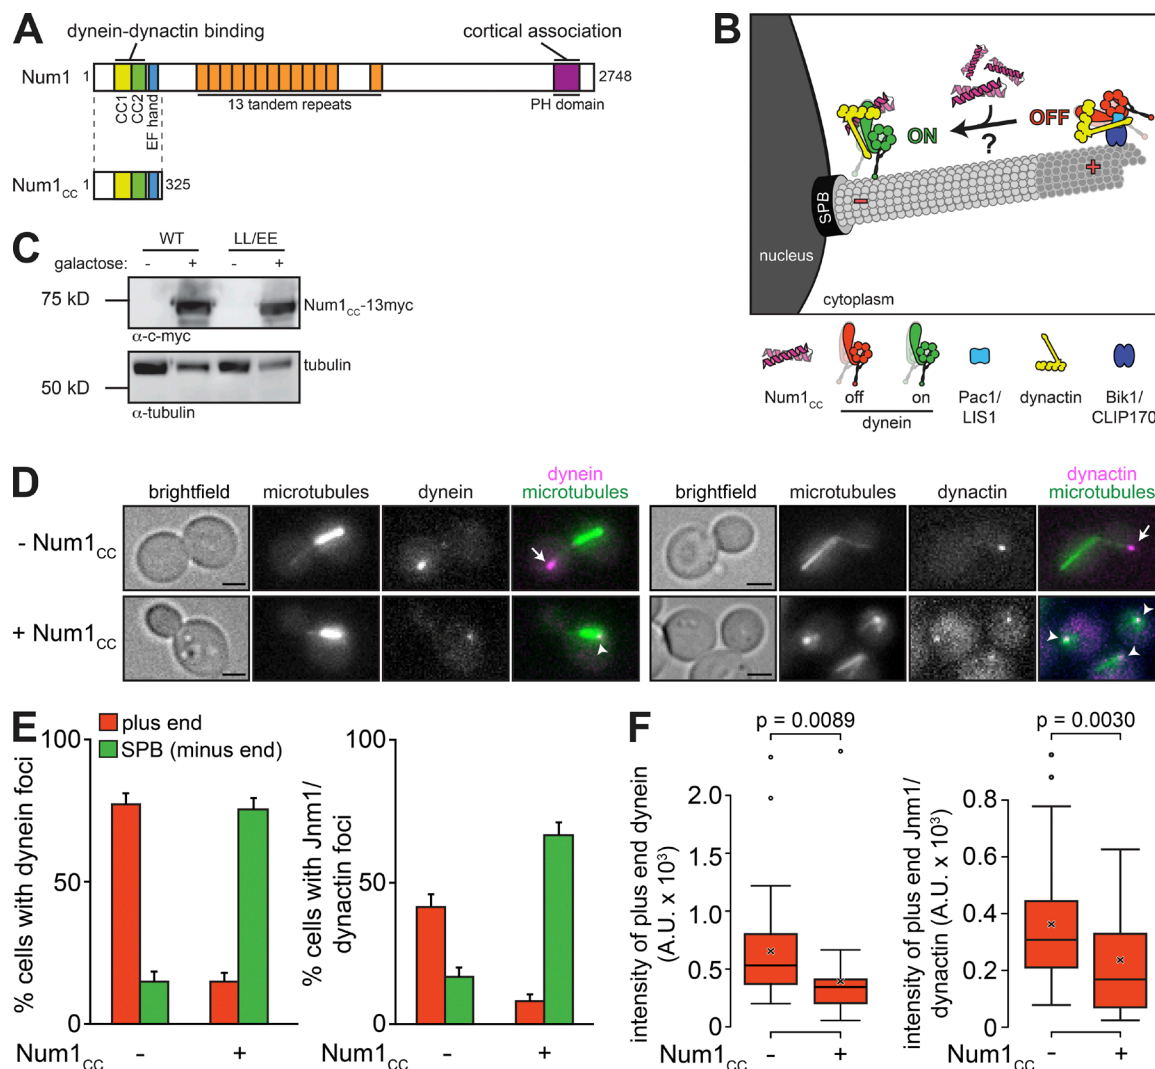 A
dynein-dynactin binding
cortical association
Num1 1
2748
CC1
CC2
EF hand
13 tandem repeats
PH domain
Num1CC 1
325
B
ON
OFF
?
+
−
SPB
nucleus
cytoplasm
Num1CC
off
on
dynein
Pac1/
LIS1
dynactin
Bik1/
CLIP170
C
WT
LL/EE
galactose: - + - +
75 kD
Num1CC-13myc
α-c-myc
tubulin
50 kD
α-tubulin
D
dynein
brightfield microtubules dynein microtubules
dynactin
brightfield microtubules dynactin microtubules
- Num1CC
+ Num1CC
E
plus end
SPB (minus end)
% cells with dynein foci
100
50
0
Num1CC - +
% cells with Jnm1/
dynactin foci
100
50
0
Num1CC - +
F
p = 0.0089
intensity of plus end dynein
(A.U. x 10³)
2.0
1.5
1.0
0.5
0
Num1CC - +
p = 0.0030
intensity of plus end Jnm1/
dynactin (A.U. x 10³)
0.8
0.6
0.4
0.2
0
Num1CC - +